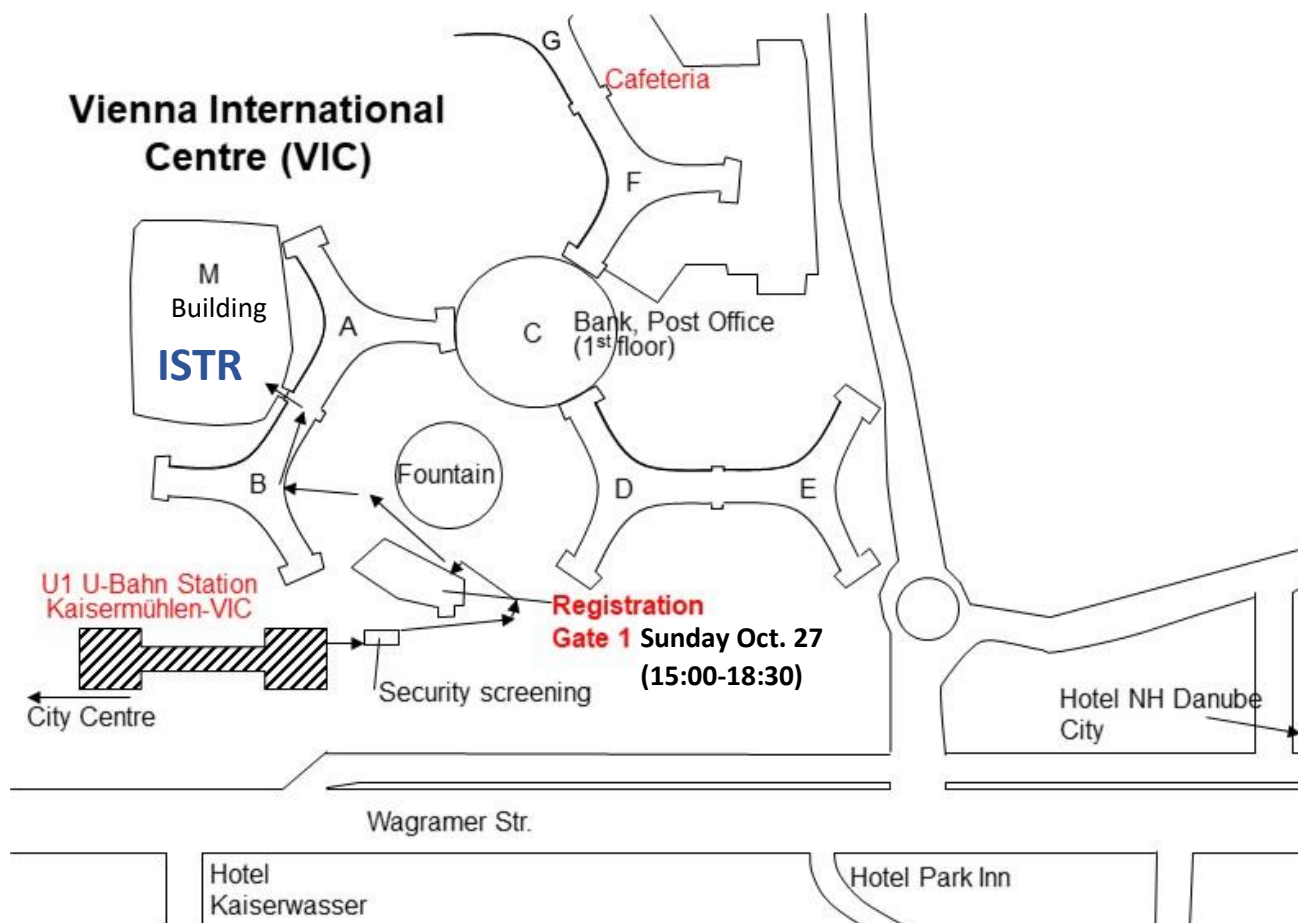 G
Cafeteria
Vienna International
Centre (VIC)
F
M
Building
ISTR
A
C
Bank, Post Office
(1st floor)
Fountain
B
D
E
U1 U-Bahn Station
Kaisermühlen-VIC
Registration
Gate 1 Sunday Oct. 27
(15:00-18:30)
Security screening
City Centre
Hotel NH Danube
City
Wagramer Str.
Hotel
Kaiserwasser
Hotel Park Inn